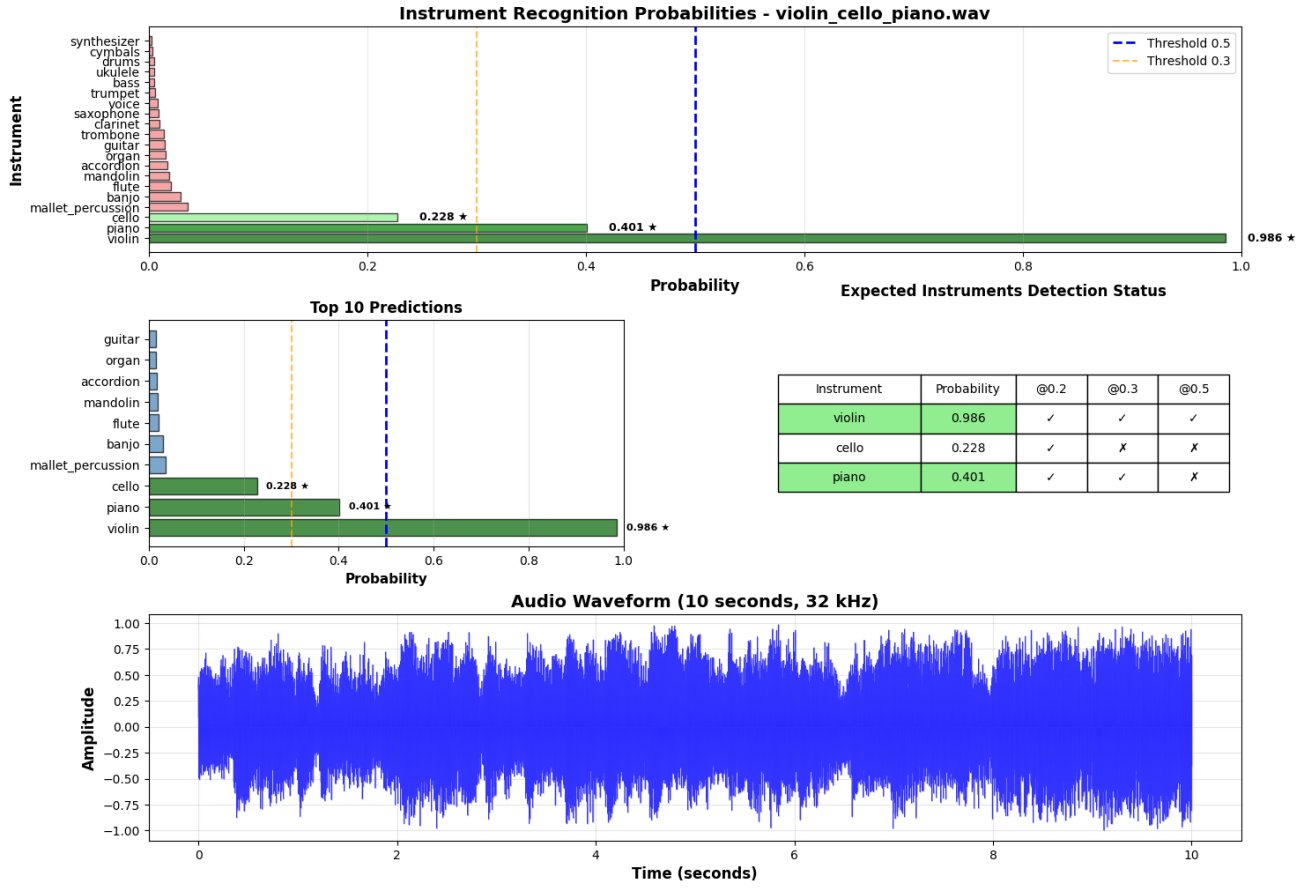 Instrument Recognition Probabilities - violin_cello_piano.wav
Instrument
synthesizer
cymbals
drums
ukulele
bass
trumpet
voice
saxophone
clarinet
trombone
guitar
organ
accordion
mandolin
flute
banjo
mallet_percussion
cello
piano
violin
0.228 ★
0.401 ★
0.986 ★
Threshold 0.5
Threshold 0.3
0.0 0.2 0.4 0.6 0.8 1.0
Probability
Top 10 Predictions
guitar
organ
accordion
mandolin
flute
banjo
mallet_percussion
cello
piano
violin
0.228 ★
0.401 ★
0.986 ★
0.0 0.2 0.4 0.6 0.8 1.0
Probability
Expected Instruments Detection Status
Instrument Probability @0.2 @0.3 @0.5
violin 0.986 ✓ ✓ ✓
cello 0.228 ✓ ✗ ✗
piano 0.401 ✓ ✓ ✗
Audio Waveform (10 seconds, 32 kHz)
Amplitude
1.00
0.75
0.50
0.25
0.00
−0.25
−0.50
−0.75
−1.00
0 2 4 6 8 10
Time (seconds)